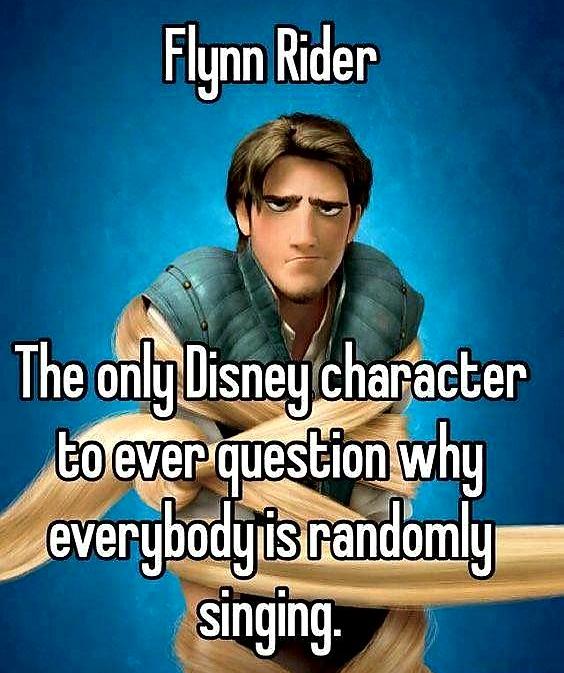 Flynn Rider
The only Disney character
to ever question why
everybody is randomly
singing.